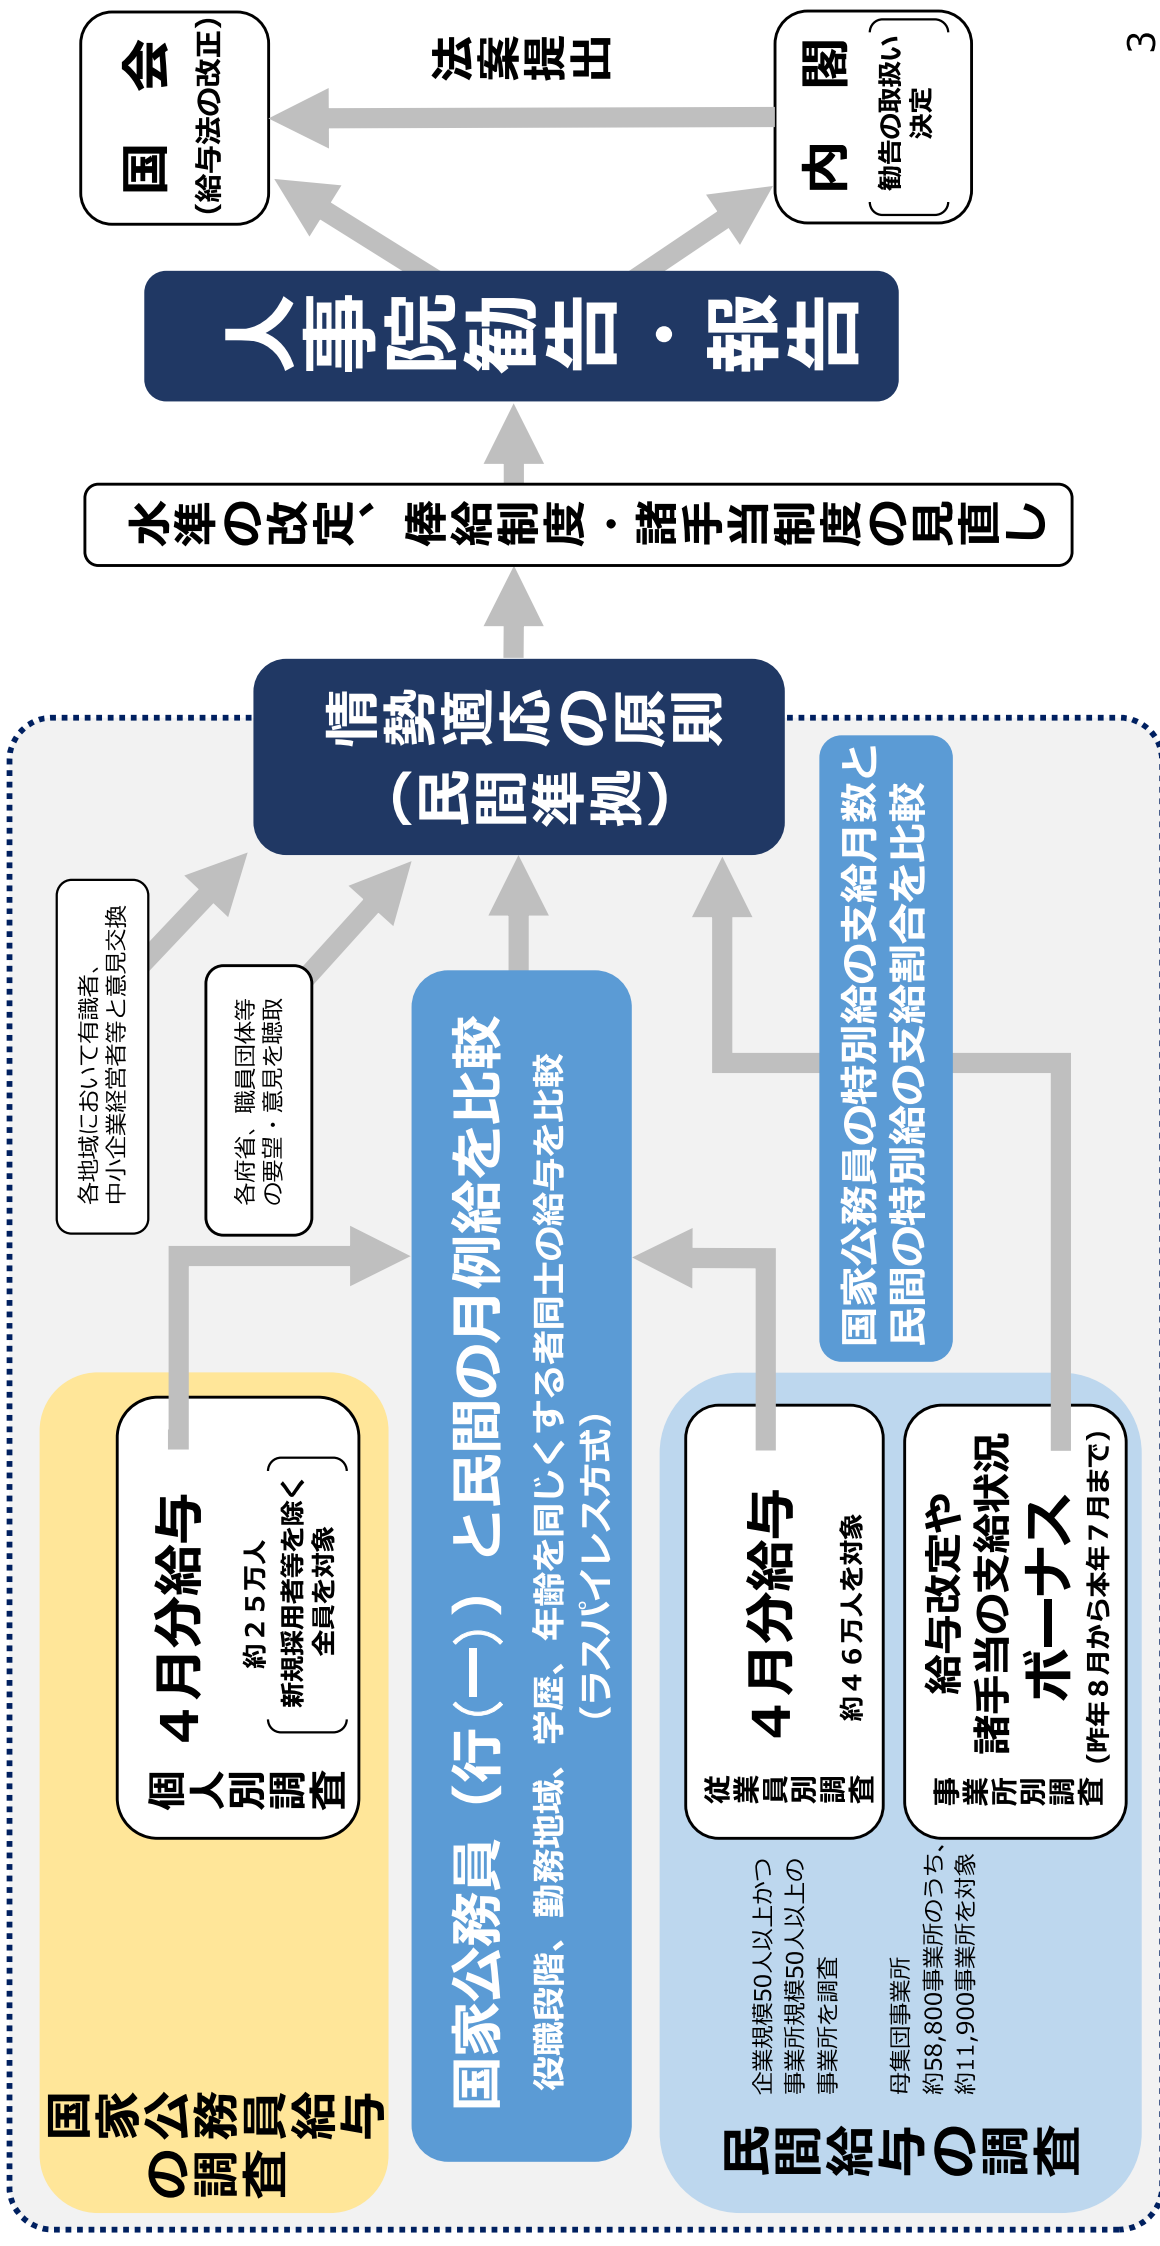 国家公務員給与
の調査
個人別調査
４月分給与
約２５万人
新規採用者等を除く
全員を対象
各地域において有識者、
中小企業経営者等と意見交換
各府省、職員団体等
の要望・意見を聴取
国家公務員（行(一)）と民間の月例給を比較
役職段階、勤務地域、学歴、年齢を同じくする者同士の給与を比較
(ラスパイレス方式)
民間給与の調査
企業規模50人以上かつ
事業所規模50人以上の
事業所を調査
母集団事業所
約58,800事業所のうち、
約11,900事業所を対象
従業員別調査
４月分給与
約４６万人を対象
事業所別調査
給与改定や
諸手当の支給状況
ボーナス
(昨年８月から本年７月まで)
国家公務員の特別給の支給月数と
民間の特別給の支給割合を比較
情勢適応の原則
(民間準拠)
水準の改定、俸給制度・諸手当制度の見直し
人事院勧告・報告
国　会
(給与法の改正)
法案提出
内　閣
勧告の取扱い
決定
3